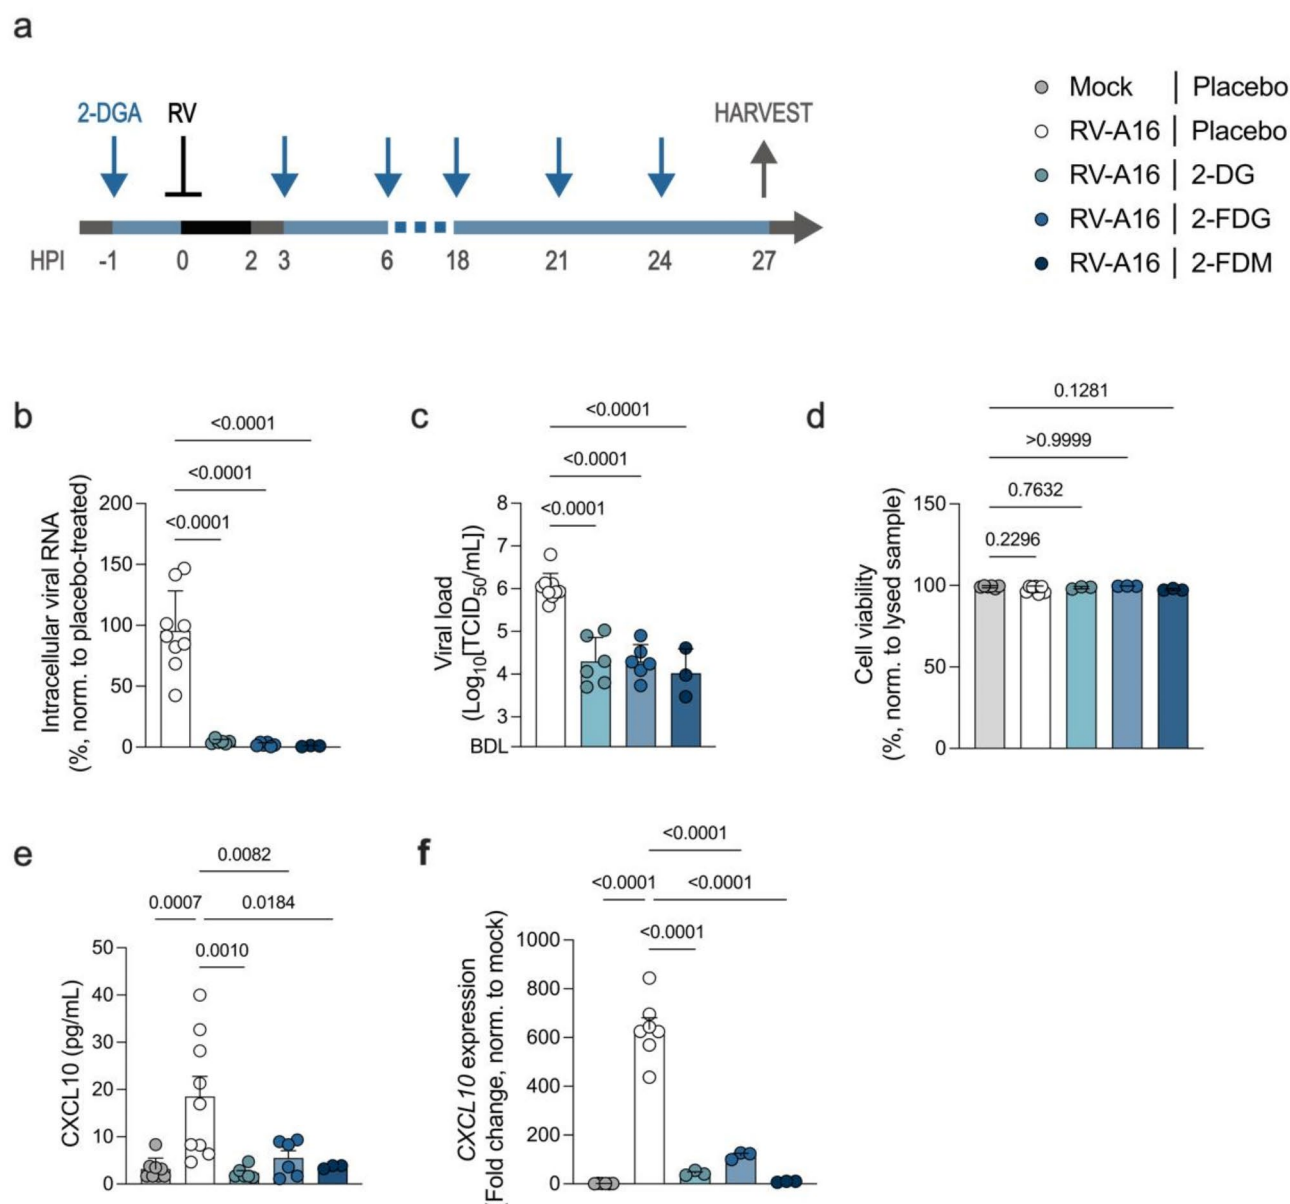 a
2-DGA RV HARVEST
HPI -1 0 2 3 6 18 21 24 27
Mock | Placebo
RV-A16 | Placebo
RV-A16 | 2-DG
RV-A16 | 2-FDG
RV-A16 | 2-FDM
b
<0.0001
<0.0001
<0.0001
Intracellular viral RNA
(%, norm. to placebo-treated)
200
150
100
50
0
c
<0.0001
<0.0001
<0.0001
Viral load
(Log10[TCID50/mL])
8
7
6
5
4
3
BDL
d
0.1281
>0.9999
0.7632
0.2296
Cell viability
(%, norm. to lysed sample)
150
100
50
0
e
0.0082
0.0007 0.0184
0.0010
CXCL10 (pg/mL)
50
40
30
20
10
0
f
<0.0001
<0.0001 <0.0001
<0.0001
CXCL10 expression
(Fold change, norm. to mock)
1000
800
600
400
200
0